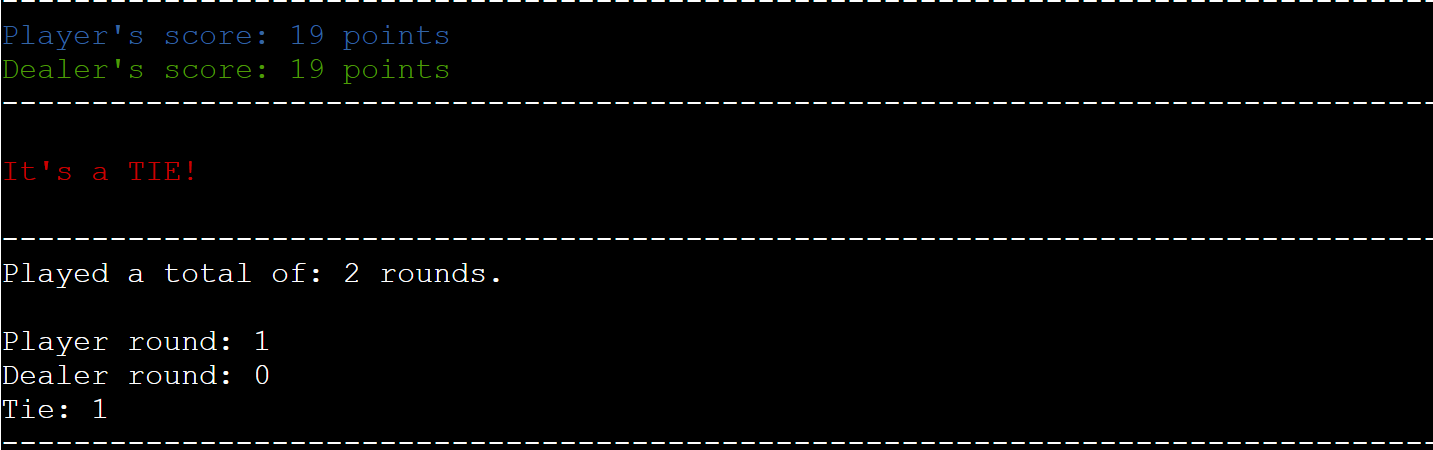 --------------------------------------------------------------------------------
Player's score: 19 points
Dealer's score: 19 points
--------------------------------------------------------------------------------
It's a TIE!
--------------------------------------------------------------------------------
Played a total of: 2 rounds.
Player round: 1
Dealer round: 0
Tie: 1
--------------------------------------------------------------------------------